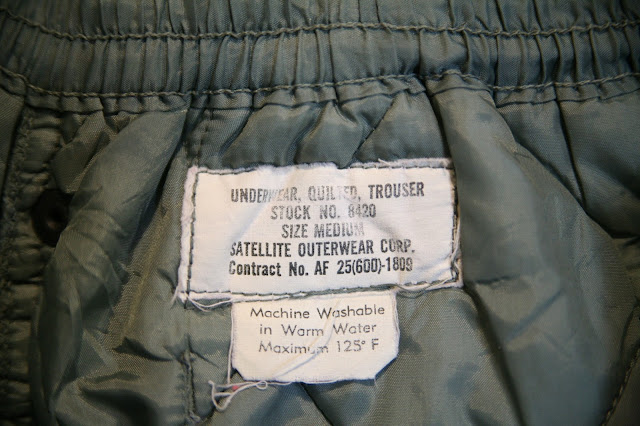 UNDERWEAR, QUILTED, TROUSER
STOCK NO. 8420
SIZE MEDIUM
SATELLITE OUTERWEAR CORP.
Contract No. AF 25(600)-1809
Machine Washable
in Warm Water
Maximum 125° F